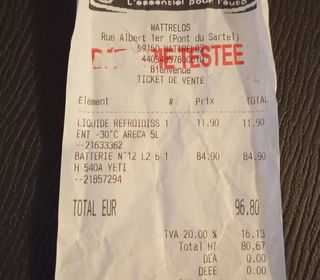 L'essentiel pour l'auto
WATTRELOS
Rue Albert 1er (Pont du Sartel)
59150 WATTRELOS
Bienvenue
TICKET DE VENTE
TESTEE
Elément # Prix TOTAL
LIQUIDE REFROIDISS 1 11.90 11.90
ENT -30°C ARECA 5L
--21633362
BATTERIE N°12 L2 6 1 84.90 84.90
H 540A YETI
--21857294
TOTAL EUR 96.80
TVA 20.00 % 16.13
Total HT 80.67
DEA 0.00
DEEE 0.00
0.00